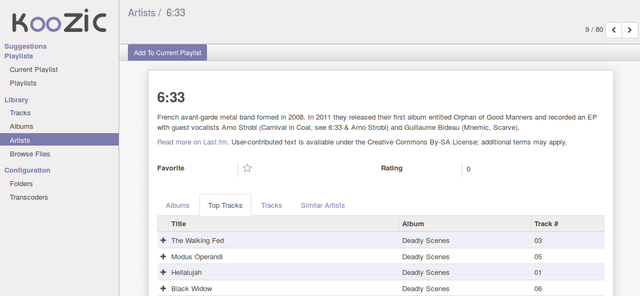 KOOZIC
Suggestions
Playlists
Current Playlist
Playlists
Library
Tracks
Albums
Artists
Browse Files
Configuration
Folders
Transcoders
Artists / 6:33
9 / 80
Add To Current Playlist
6:33
French avant-garde metal band formed in 2008. In 2011 they released their first album entitled Orphan of Good Manners and recorded an EP
with guest vocalists Arno Strobl (Carnival in Coal, see 6:33 & Arno Strobl) and Guillaume Bideau (Mnemic, Scarve).
Read more on Last.fm. User-contributed text is available under the Creative Commons By-SA License; additional terms may apply.
Favorite Rating 0
Albums Top Tracks Tracks Similar Artists
Title Album Track #
The Walking Fed Deadly Scenes 03
Modus Operandi Deadly Scenes 05
Hellalujah Deadly Scenes 01
Black Widow Deadly Scenes 06